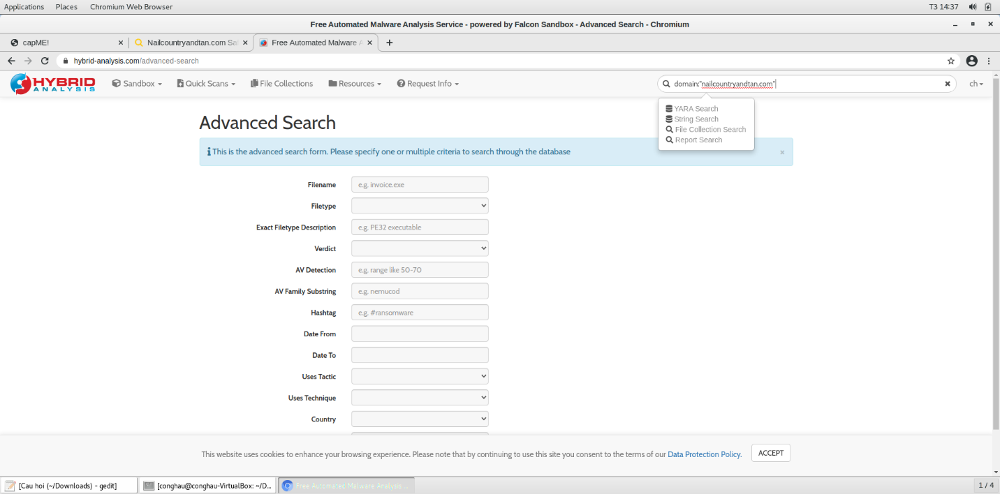 Applications Places Chromium Web Browser T3 14:37
Free Automated Malware Analysis Service - powered by Falcon Sandbox - Advanced Search - Chromium
capME! Nailcountryandtan.com Sa Free Automated Malware A
hybrid-analysis.com/advanced-search
HYBRID
ANALYSIS
Sandbox Quick Scans File Collections Resources Request Info domain:"nailcountryandtan.com" ch
YARA Search
String Search
File Collection Search
Report Search
Advanced Search
This is the advanced search form. Please specify one or multiple criteria to search through the database ×
Filename e.g. invoice.exe
Filetype
Exact Filetype Description e.g. PE32 executable
Verdict
AV Detection e.g. range like 50-70
AV Family Substring e.g. nemucod
Hashtag e.g. #ransomware
Date From
Date To
Uses Tactic
Uses Technique
Country
This website uses cookies to enhance your browsing experience. Please note that by continuing to use this site you consent to the terms of our Data Protection Policy. ACCEPT
[Cau hoi (~/Downloads) - gedit] [conghau@conghau-VirtualBox: ~/D... Free Automated Malware Analysis ... 1 / 4